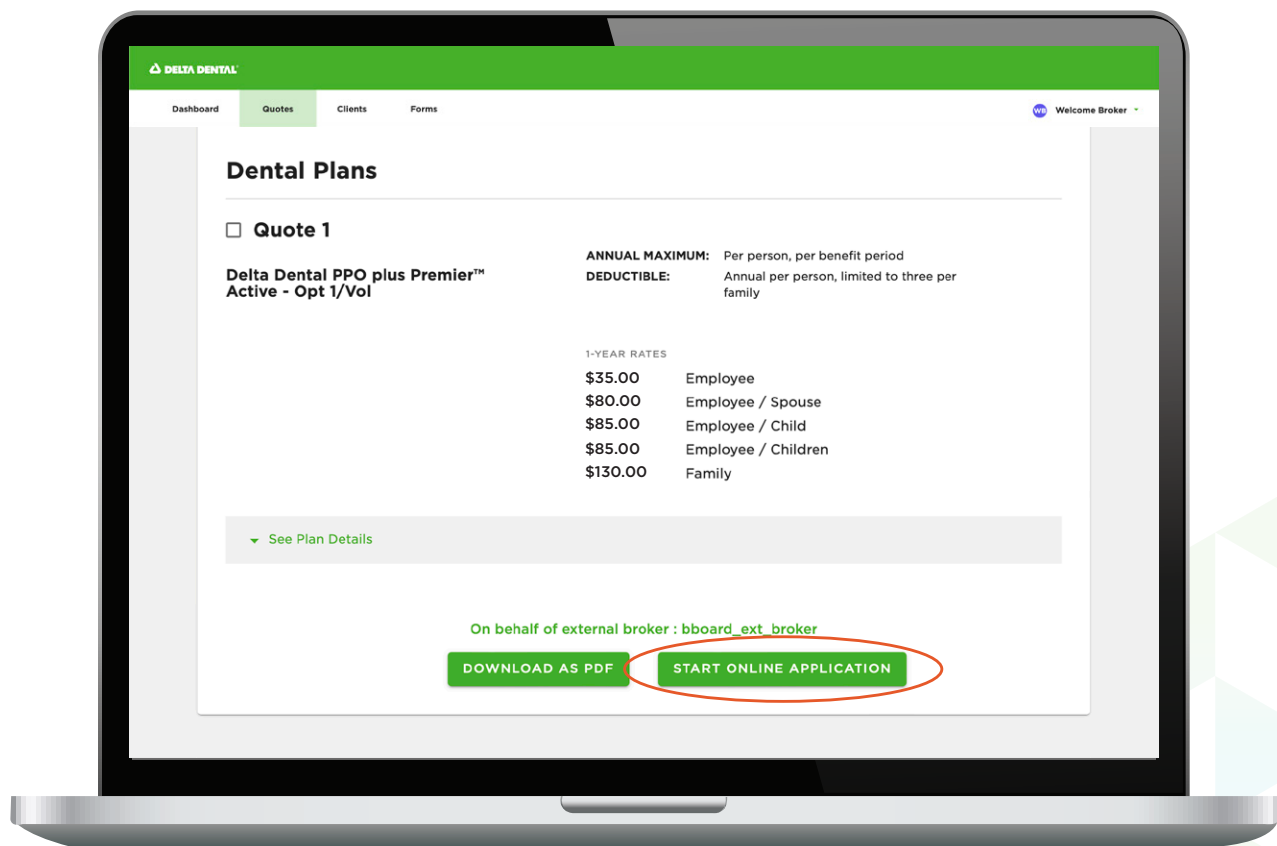 DELTA DENTAL
Dashboard Quotes Clients Forms WB Welcome Broker
Dental Plans
Quote 1
Delta Dental PPO plus Premier™
Active - Opt 1/Vol
ANNUAL MAXIMUM: Per person, per benefit period
DEDUCTIBLE: Annual per person, limited to three per
family
1-YEAR RATES
$35.00 Employee
$80.00 Employee / Spouse
$85.00 Employee / Child
$85.00 Employee / Children
$130.00 Family
See Plan Details
On behalf of external broker : bboard_ext_broker
DOWNLOAD AS PDF START ONLINE APPLICATION